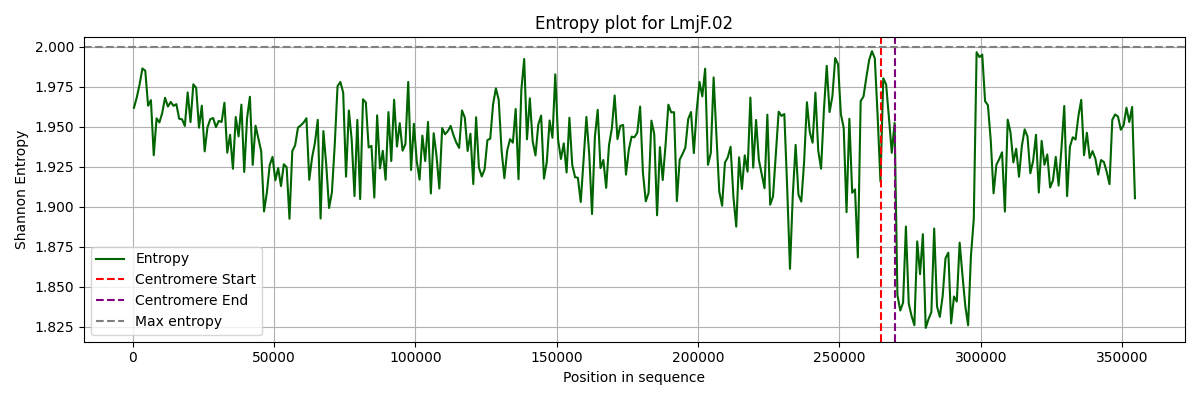 Entropy plot for LmjF.02
Shannon Entropy
2.000
1.975
1.950
1.925
1.900
1.875
1.850
1.825
Entropy
Centromere Start
Centromere End
Max entropy
0
50000
100000
150000
200000
250000
300000
350000
Position in sequence